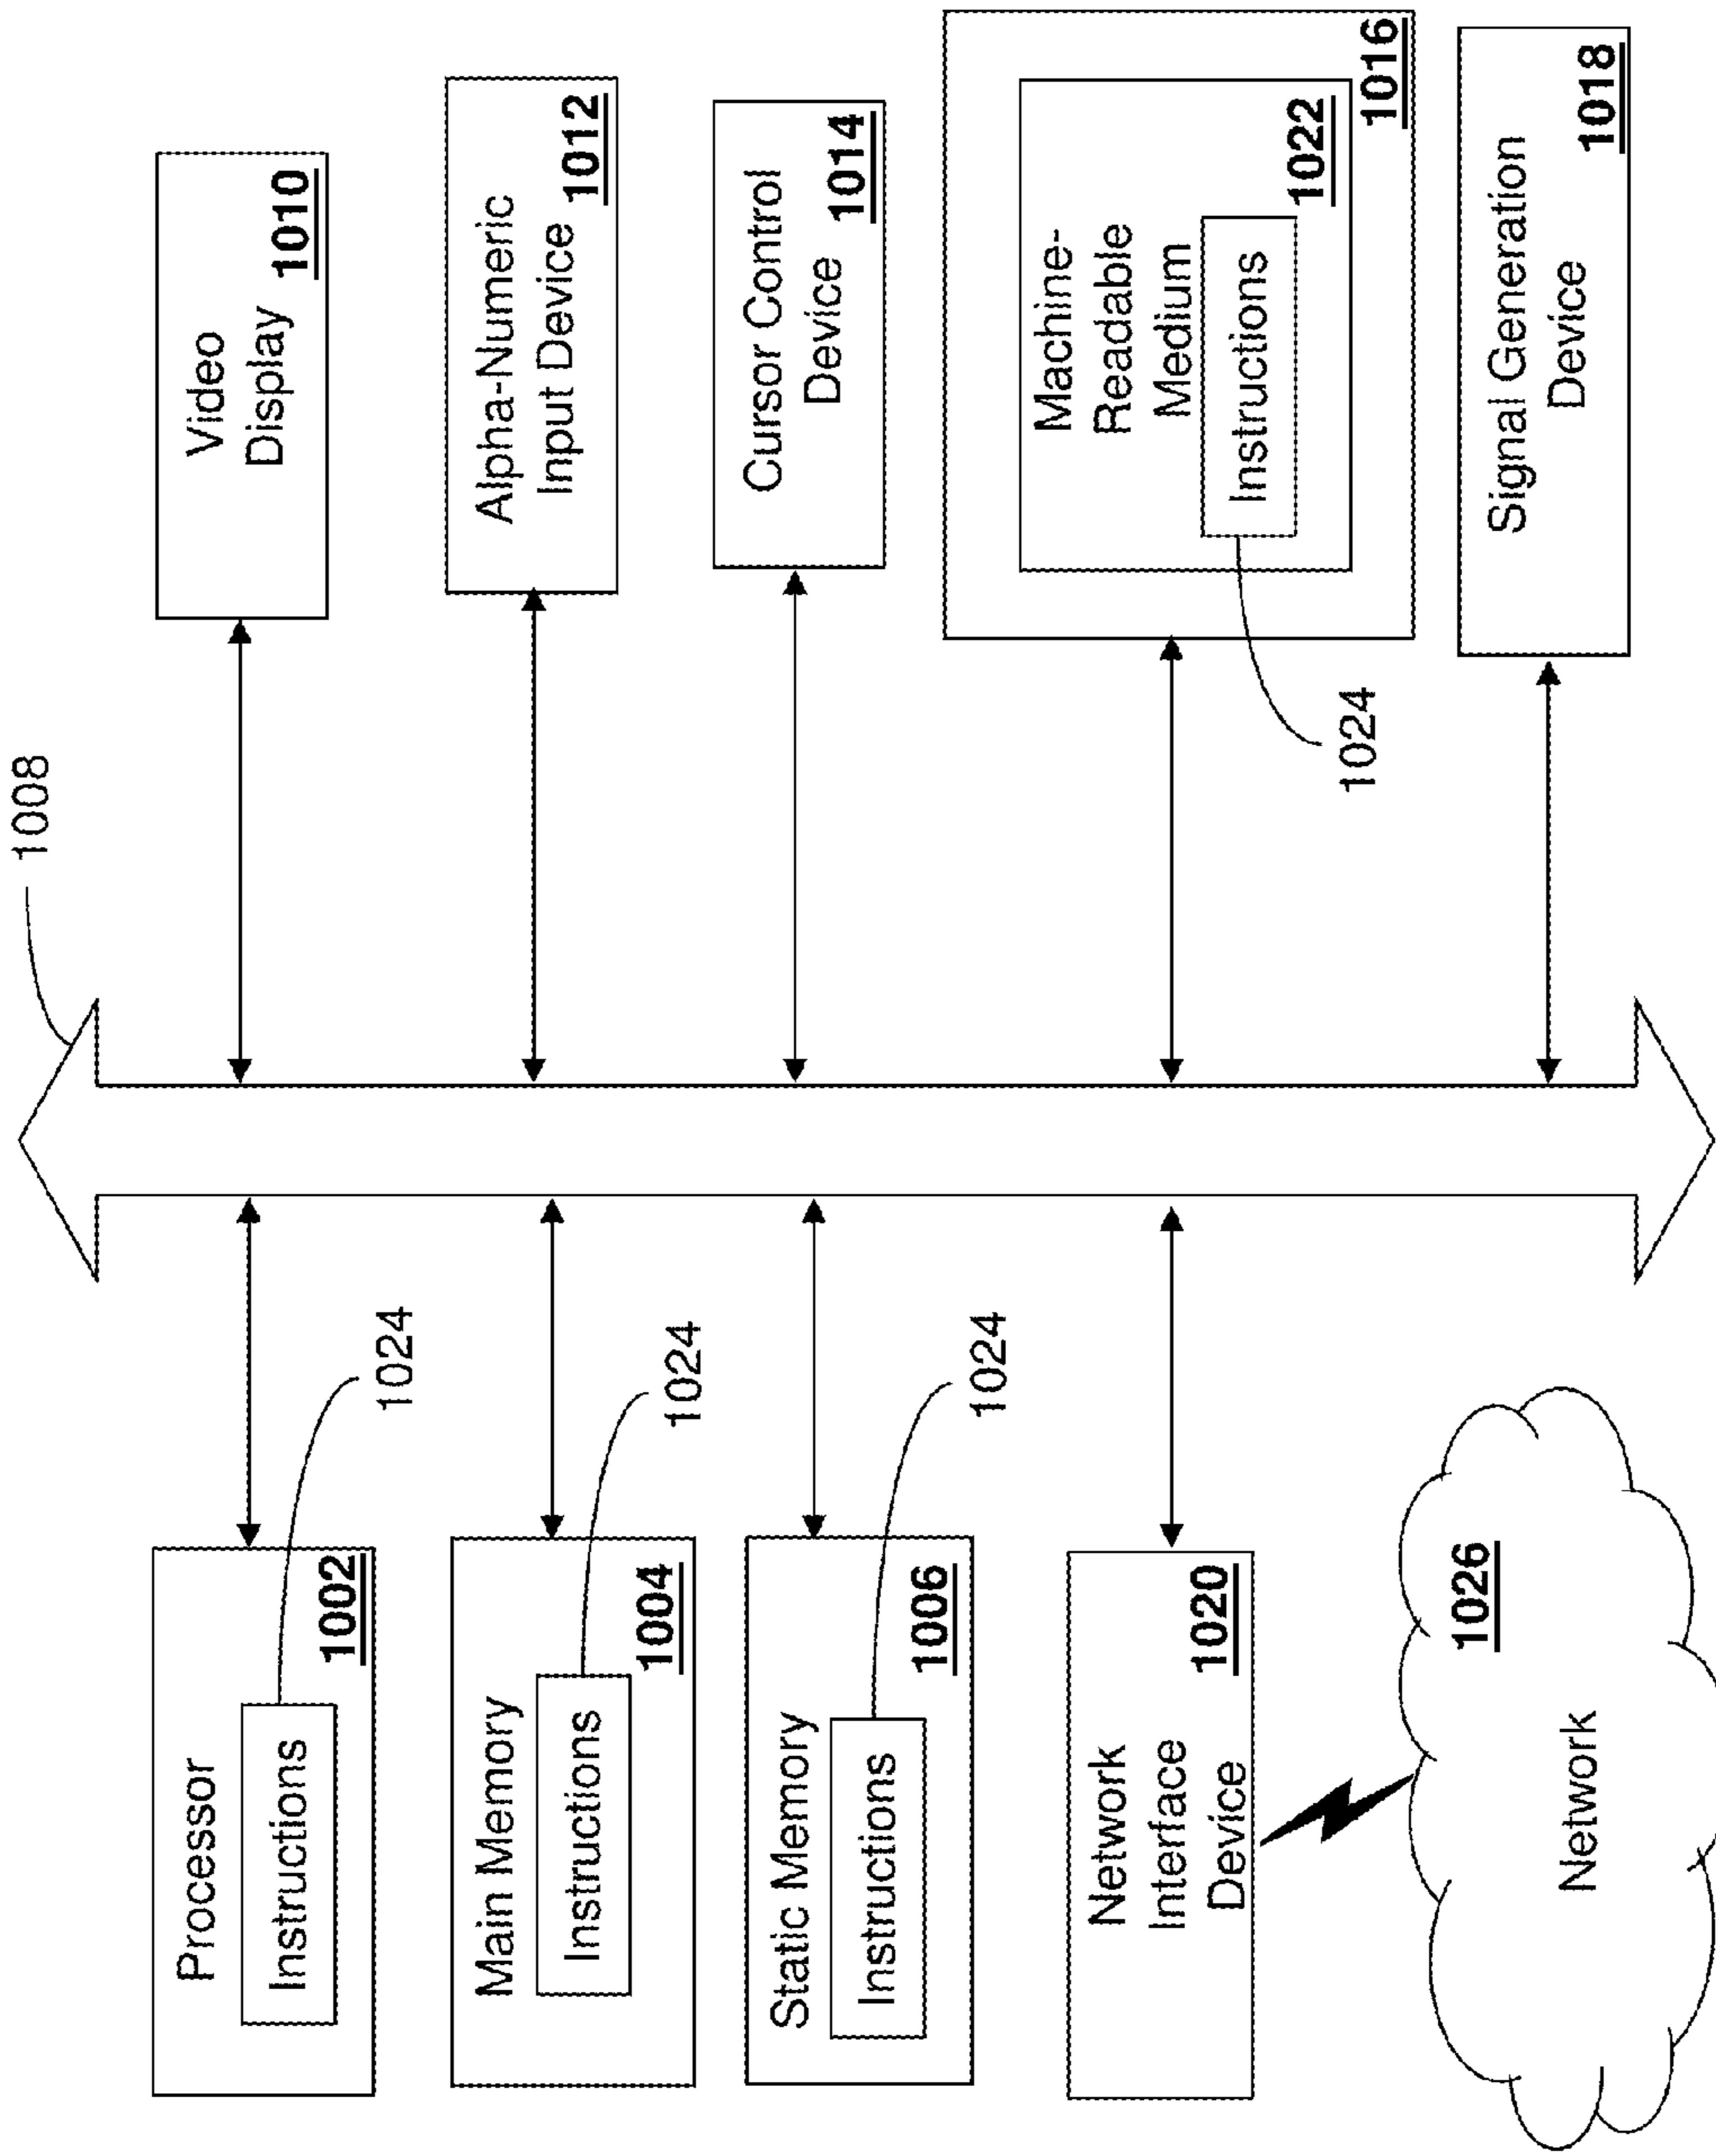 1008
Processor
Instructions
1002
1024
Main Memory
Instructions
1004
1024
Static Memory
Instructions
1006
1024
Network
Interface
Device
1020
1026
Network
Video
Display
1010
Alpha-Numeric
Input Device
1012
Cursor Control
Device
1014
Machine-
Readable
Medium
Instructions
1022
1016
1024
Signal Generation
Device
1018